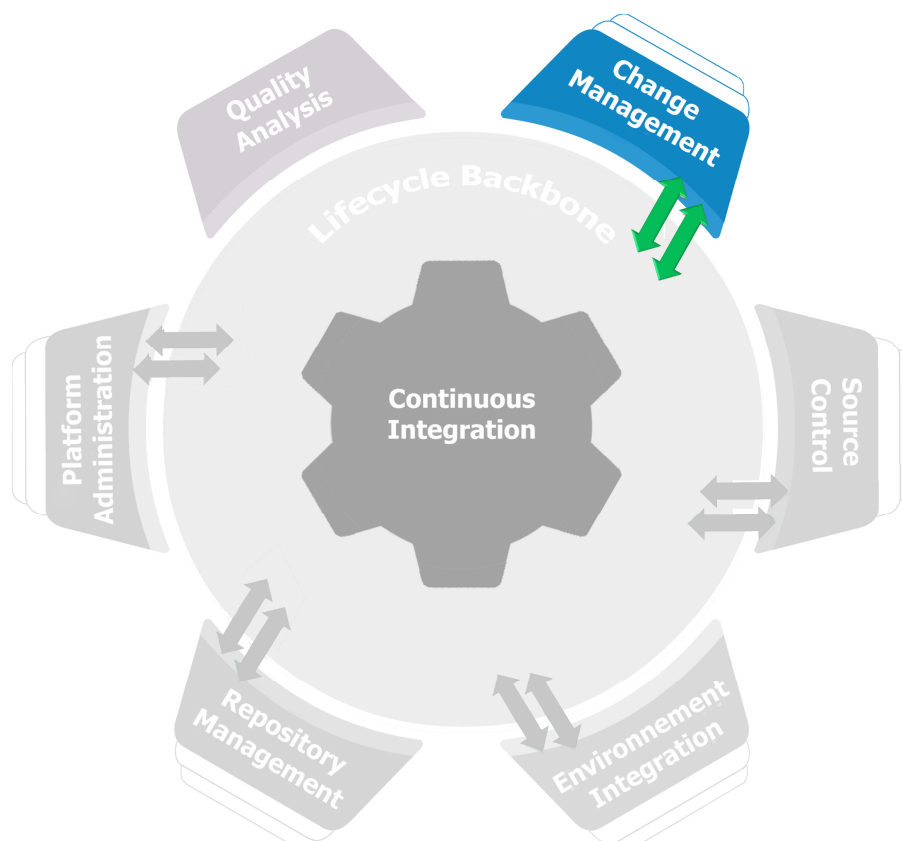 Quality
Analysis
Change
Management
Lifecycle Backbone
Platform
Administration
Continuous
Integration
Source
Control
Repository
Management
Environnement
Integration